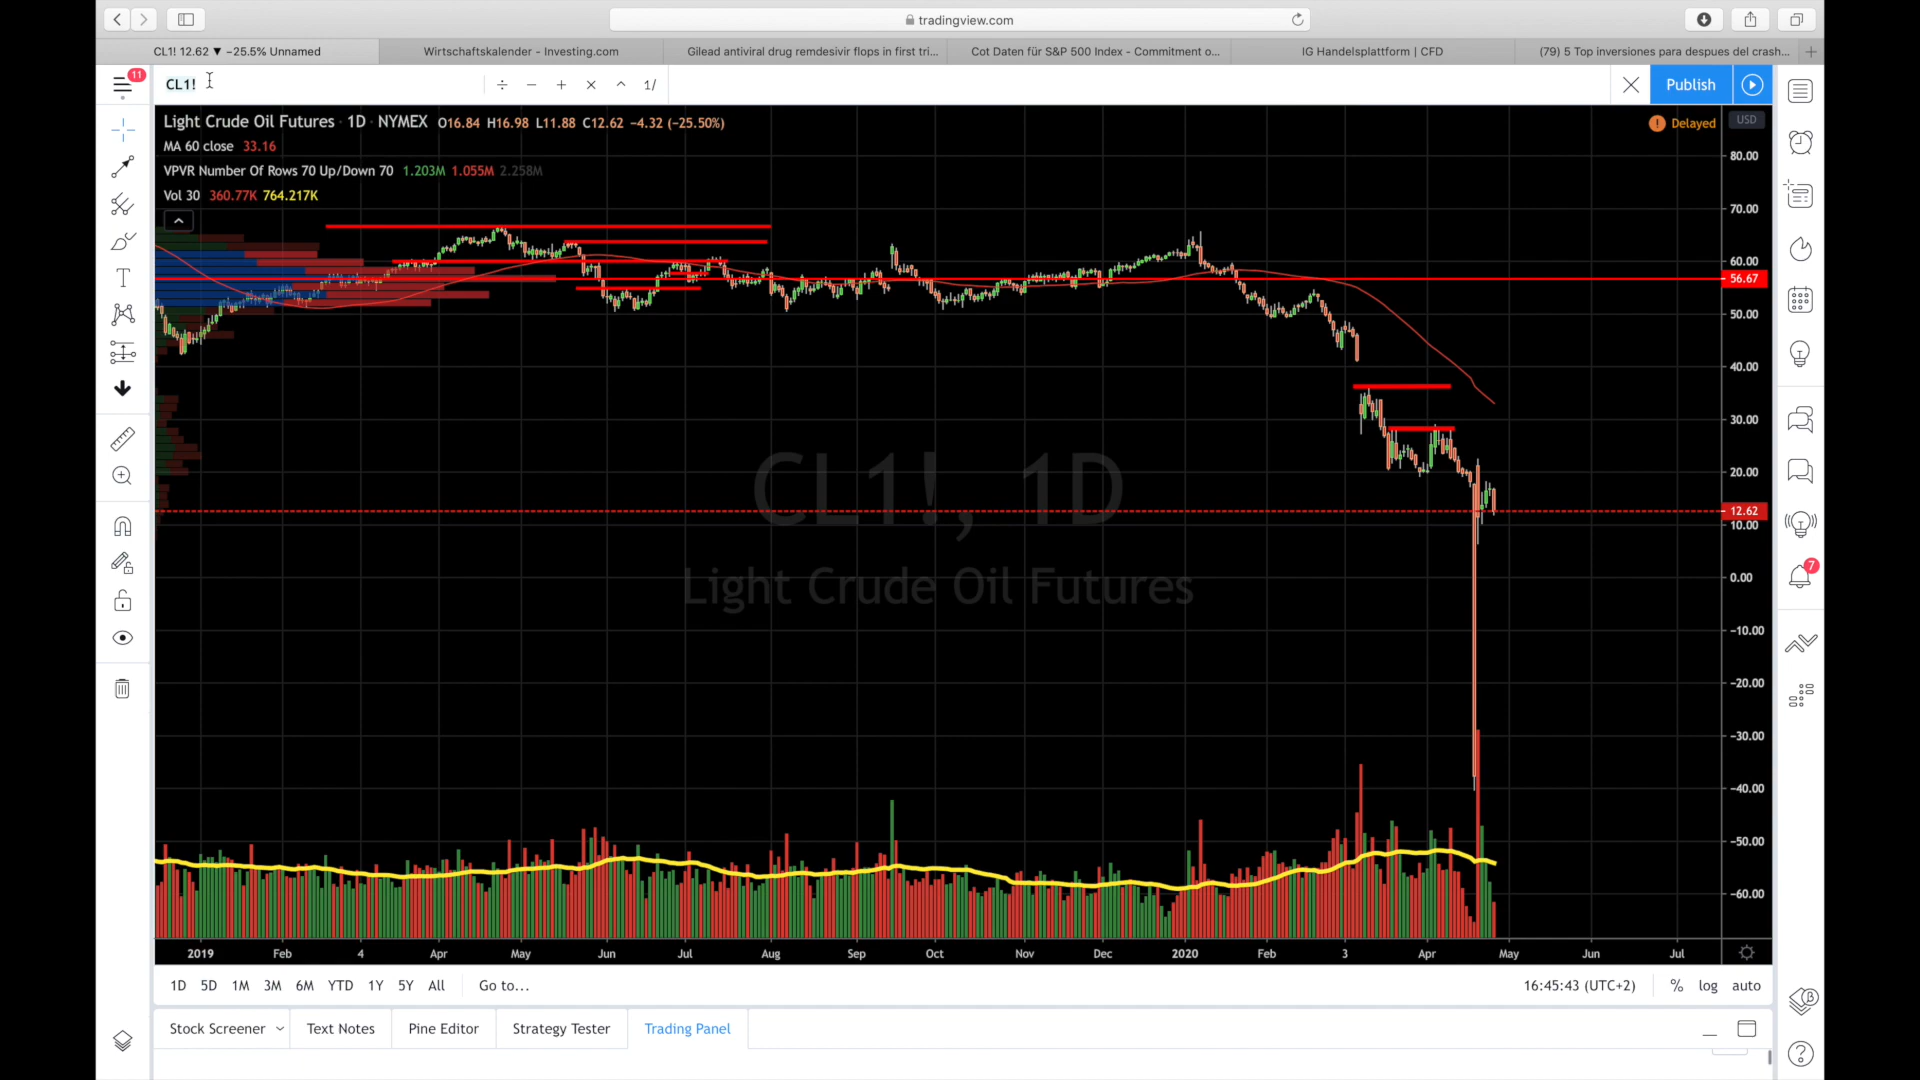 tradingview.com
CL1! 12.62 ▼ −25.5% Unnamed
Wirtschaftskalender - Investing.com
Gilead antiviral drug remdesivir flops in first tri...
Cot Daten für S&P 500 Index - Commitment o...
IG Handelsplattform | CFD
(79) 5 Top inversiones para despues del crash...
11
CL1!
÷ − + × ^ 1/
Publish
Light Crude Oil Futures · 1D · NYMEX O16.84 H16.98 L11.88 C12.62 −4.32 (−25.50%)
Delayed
USD
MA 60 close 33.16
VPVR Number Of Rows 70 Up/Down 70 1.203M 1.055M 2.258M
Vol 30 360.77K 764.217K
80.00
70.00
60.00
56.67
50.00
40.00
30.00
20.00
12.62
10.00
0.00
−10.00
−20.00
−30.00
−40.00
−50.00
−60.00
CL1!, 1D
Light Crude Oil Futures
7
2019 Feb 4 Apr May Jun Jul Aug Sep Oct Nov Dec 2020 Feb 3 Apr May Jun Jul
1D 5D 1M 3M 6M YTD 1Y 5Y All Go to... 16:45:43 (UTC+2) % log auto
Stock Screener Text Notes Pine Editor Strategy Tester Trading Panel